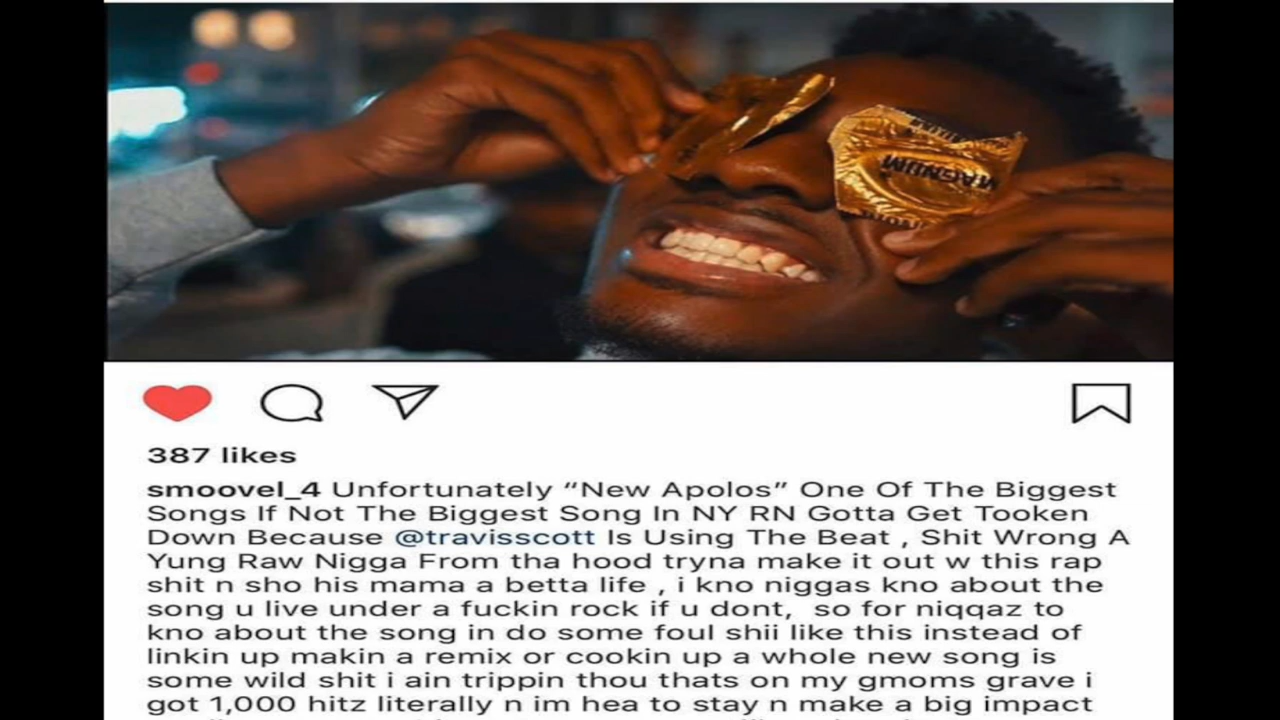 MAGNUM
387 likes
smoovel_4 Unfortunately “New Apolos” One Of The Biggest
Songs If Not The Biggest Song In NY RN Gotta Get Tooken
Down Because @travisscott Is Using The Beat , Shit Wrong A
Yung Raw Nigga From tha hood tryna make it out w this rap
shit n sho his mama a betta life , i kno niggas kno about the
song u live under a fuckin rock if u dont, so for niqqaz to
kno about the song in do some foul shii like this instead of
linkin up makin a remix or cookin up a whole new song is
some wild shit i ain trippin thou thats on my gmoms grave i
got 1,000 hitz literally n im hea to stay n make a big impact